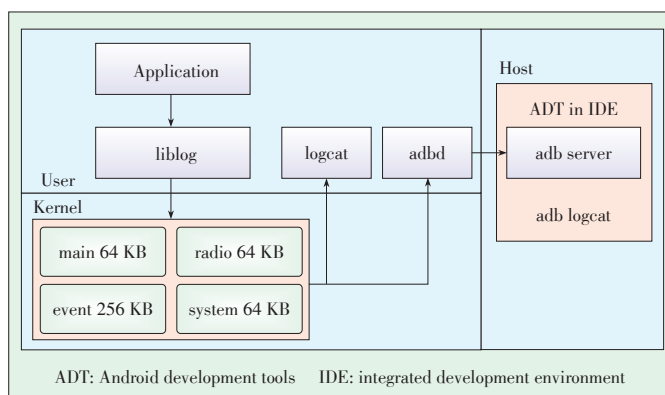 Application
liblog
logcat
adbd
User
Host
ADT in IDE
adb server
adb logcat
Kernel
main 64 KB
radio 64 KB
event 256 KB
system 64 KB
ADT: Android development tools IDE: integrated development environment